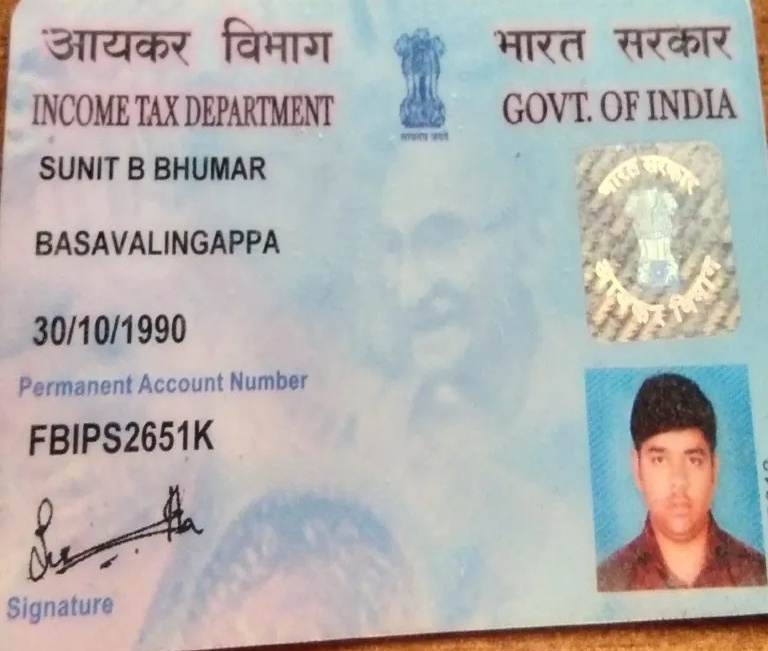 आयकर विभाग
भारत सरकार
INCOME TAX DEPARTMENT
GOVT. OF INDIA
सत्यमेव जयते
SUNIT B BHUMAR
BASAVALINGAPPA
30/10/1990
Permanent Account Number
FBIPS2651K
Signature
भारत सरकार
आयकर विभाग